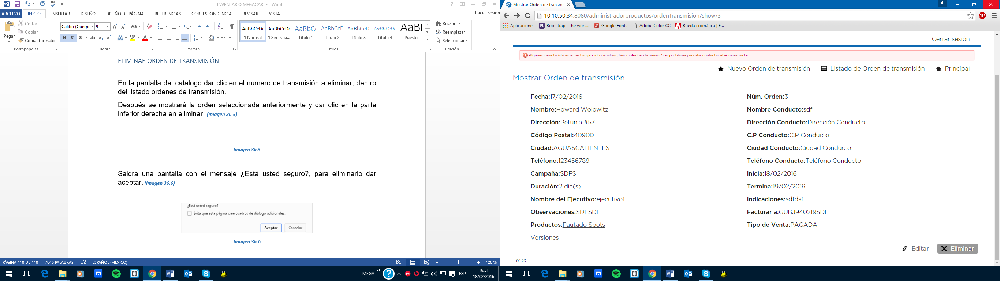 INVENTARIO MEGACABLE - Word
ARCHIVO INICIO INSERTAR DISEÑO DISEÑO DE PÁGINA REFERENCIAS CORRESPONDENCIA REVISAR VISTA Iniciar sesión
Pegar
Cortar
Copiar
Copiar formato
Portapapeles
Calibri (Cuerpo 9
N K S abc x₂ x²
Fuente
Párrafo
AaBbCcDc AaBbCcDc AaBbCc AaBbCcE AaBbCcD AaBbCcDc AaBl
¶ Normal ¶ Sin espa... Título 1 Título 2 Título 3 Título 4 Puesto
Estilos
Buscar
Reemplazar
Seleccionar
Edición
ELIMINAR ORDEN DE TRANSMISIÓN
En la pantalla del catalogo dar clic en el numero de transmisión a eliminar, dentro
del listado ordenes de transmisión.
Después se mostrará la orden seleccionada anteriormente y dar clic en la parte
inferior derecha en eliminar. (Imagen 36.5)
Imagen 36.5
Saldra una pantalla con el mensaje ¿Está usted seguro?, para eliminarlo dar
aceptar. (Imagen 36.6)
¿Está usted seguro?
Evita que esta página cree cuadros de diálogo adicionales.
Aceptar Cancelar
Imagen 36.6
PÁGINA 110 DE 110 7845 PALABRAS ESPAÑOL (MÉXICO) 120 %
MEGA ESP 16:51
18/02/2016
Mostrar Orden de transmi
10.10.50.34:8080/administradorproductos/ordenTransmision/show/3
Aplicaciones Bootstrap · The worl... Google Fonts Adobe Color CC Rueda cromática | E...
Cerrar sesión
Algunas características no se han podido inicializar, favor intentar de nuevo. Si el problema persiste, contactar al administrador.
Nuevo Orden de transmisión Listado de Orden de transmisión Principal
Mostrar Orden de transmisión
Fecha:17/02/2016 Núm. Orden:3
Nombre:Howard Wolowitz Nombre Conducto:sdf
Dirección:Petunia #57 Dirección Conducto:Dirección Conducto
Código Postal:40900 C.P Conducto:C.P Conducto
Ciudad:AGUASCALIENTES Ciudad Conducto:Ciudad Conducto
Teléfono:123456789 Teléfono Conducto:Teléfono Conducto
Campaña:SDFS Inicia:18/02/2016
Duración:2 día(s) Termina:19/02/2016
Nombre del Ejecutivo:ejecutivo1 Indicaciones:sdfdsf
Observaciones:SDFSDF Facturar a:GUBJ940219SDF
Productos:Pautado Spots Tipo de Venta:PAGADA
Versiones
Editar Eliminar
0.1.23